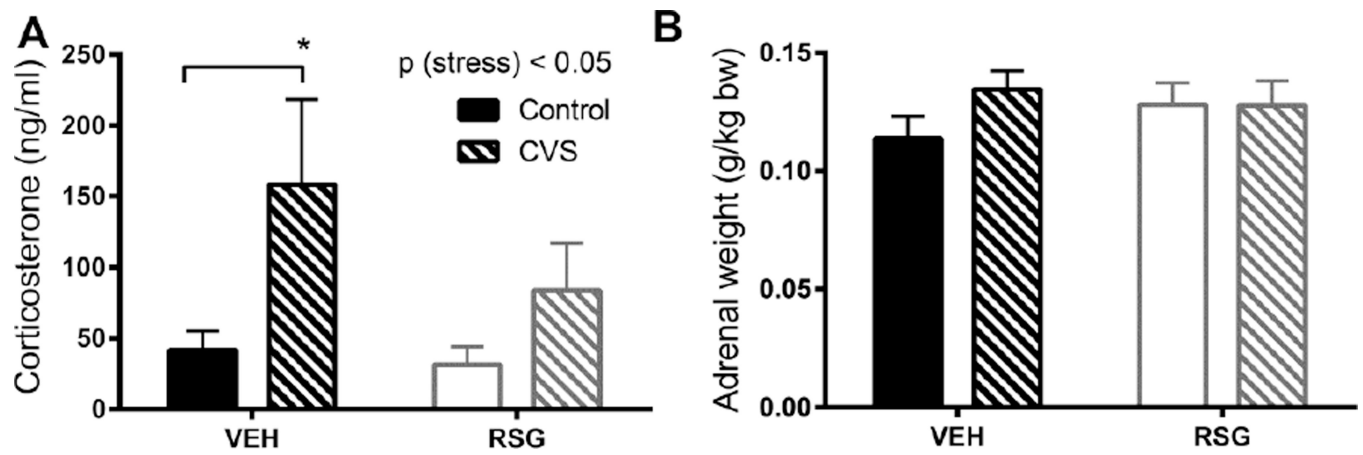 A
Corticosterone (ng/ml)
250
200
150
100
50
0
*
p (stress) < 0.05
Control
CVS
VEH
RSG
B
Adrenal weight (g/kg bw)
0.15
0.10
0.05
0.00
VEH
RSG